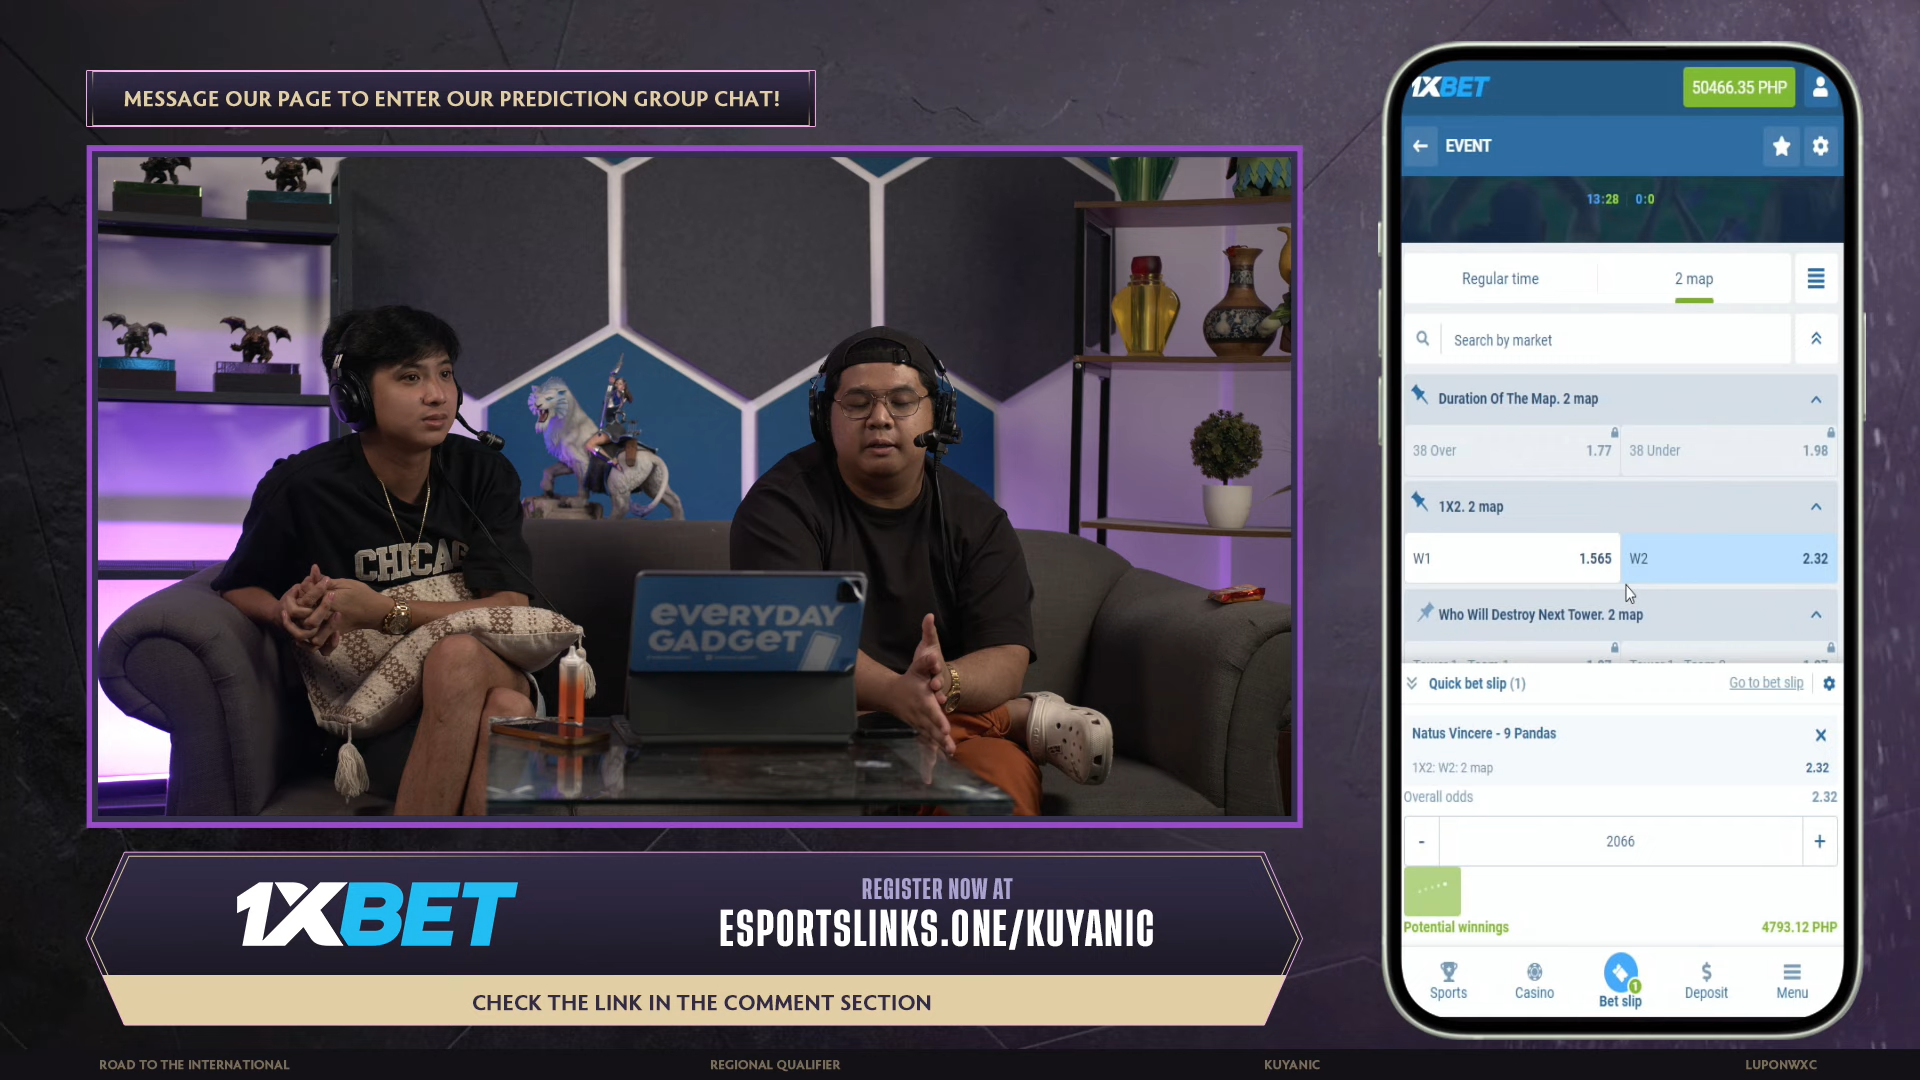 MESSAGE OUR PAGE TO ENTER OUR PREDICTION GROUP CHAT!
CHICA
everyday
GADGET
1XBET
REGISTER NOW AT
ESPORTSLINKS.ONE/KUYANIC
CHECK THE LINK IN THE COMMENT SECTION
ROAD TO THE INTERNATIONAL
REGIONAL QUALIFIER
KUYANIC
LUPONWXC
1XBET
50466.35 PHP
EVENT
13:28 0:0
Regular time
2 map
Search by market
Duration Of The Map. 2 map
38 Over 1.77 38 Under 1.98
1X2. 2 map
W1 1.565 W2 2.32
Who Will Destroy Next Tower. 2 map
Quick bet slip (1) Go to bet slip
Natus Vincere - 9 Pandas
1X2: W2: 2 map 2.32
Overall odds 2.32
- 2066 +
Potential winnings 4793.12 PHP
Sports Casino Bet slip 1 Deposit Menu